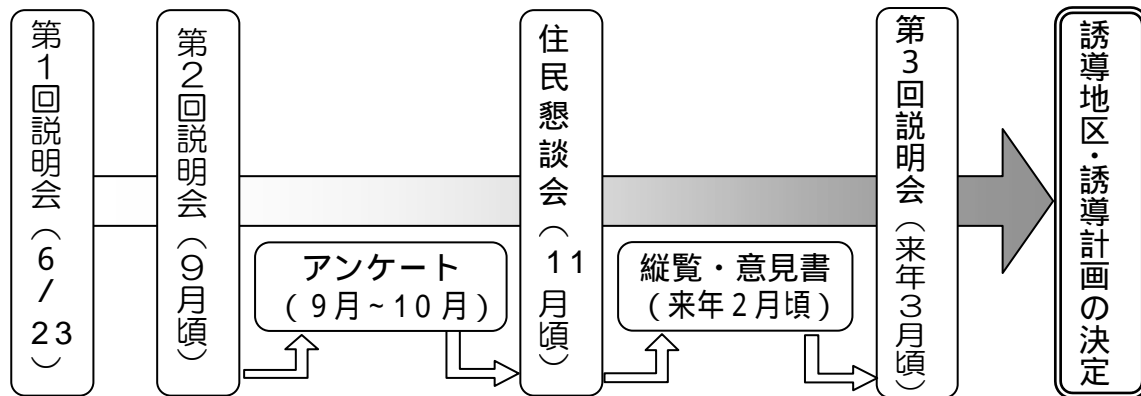 第1回説明会（6/23）
第2回説明会（9月頃）
アンケート
（9月~10月）
住民懇談会（11月頃）
縦覧・意見書
（来年2月頃）
第3回説明会（来年3月頃）
誘導地区・誘導計画の決定